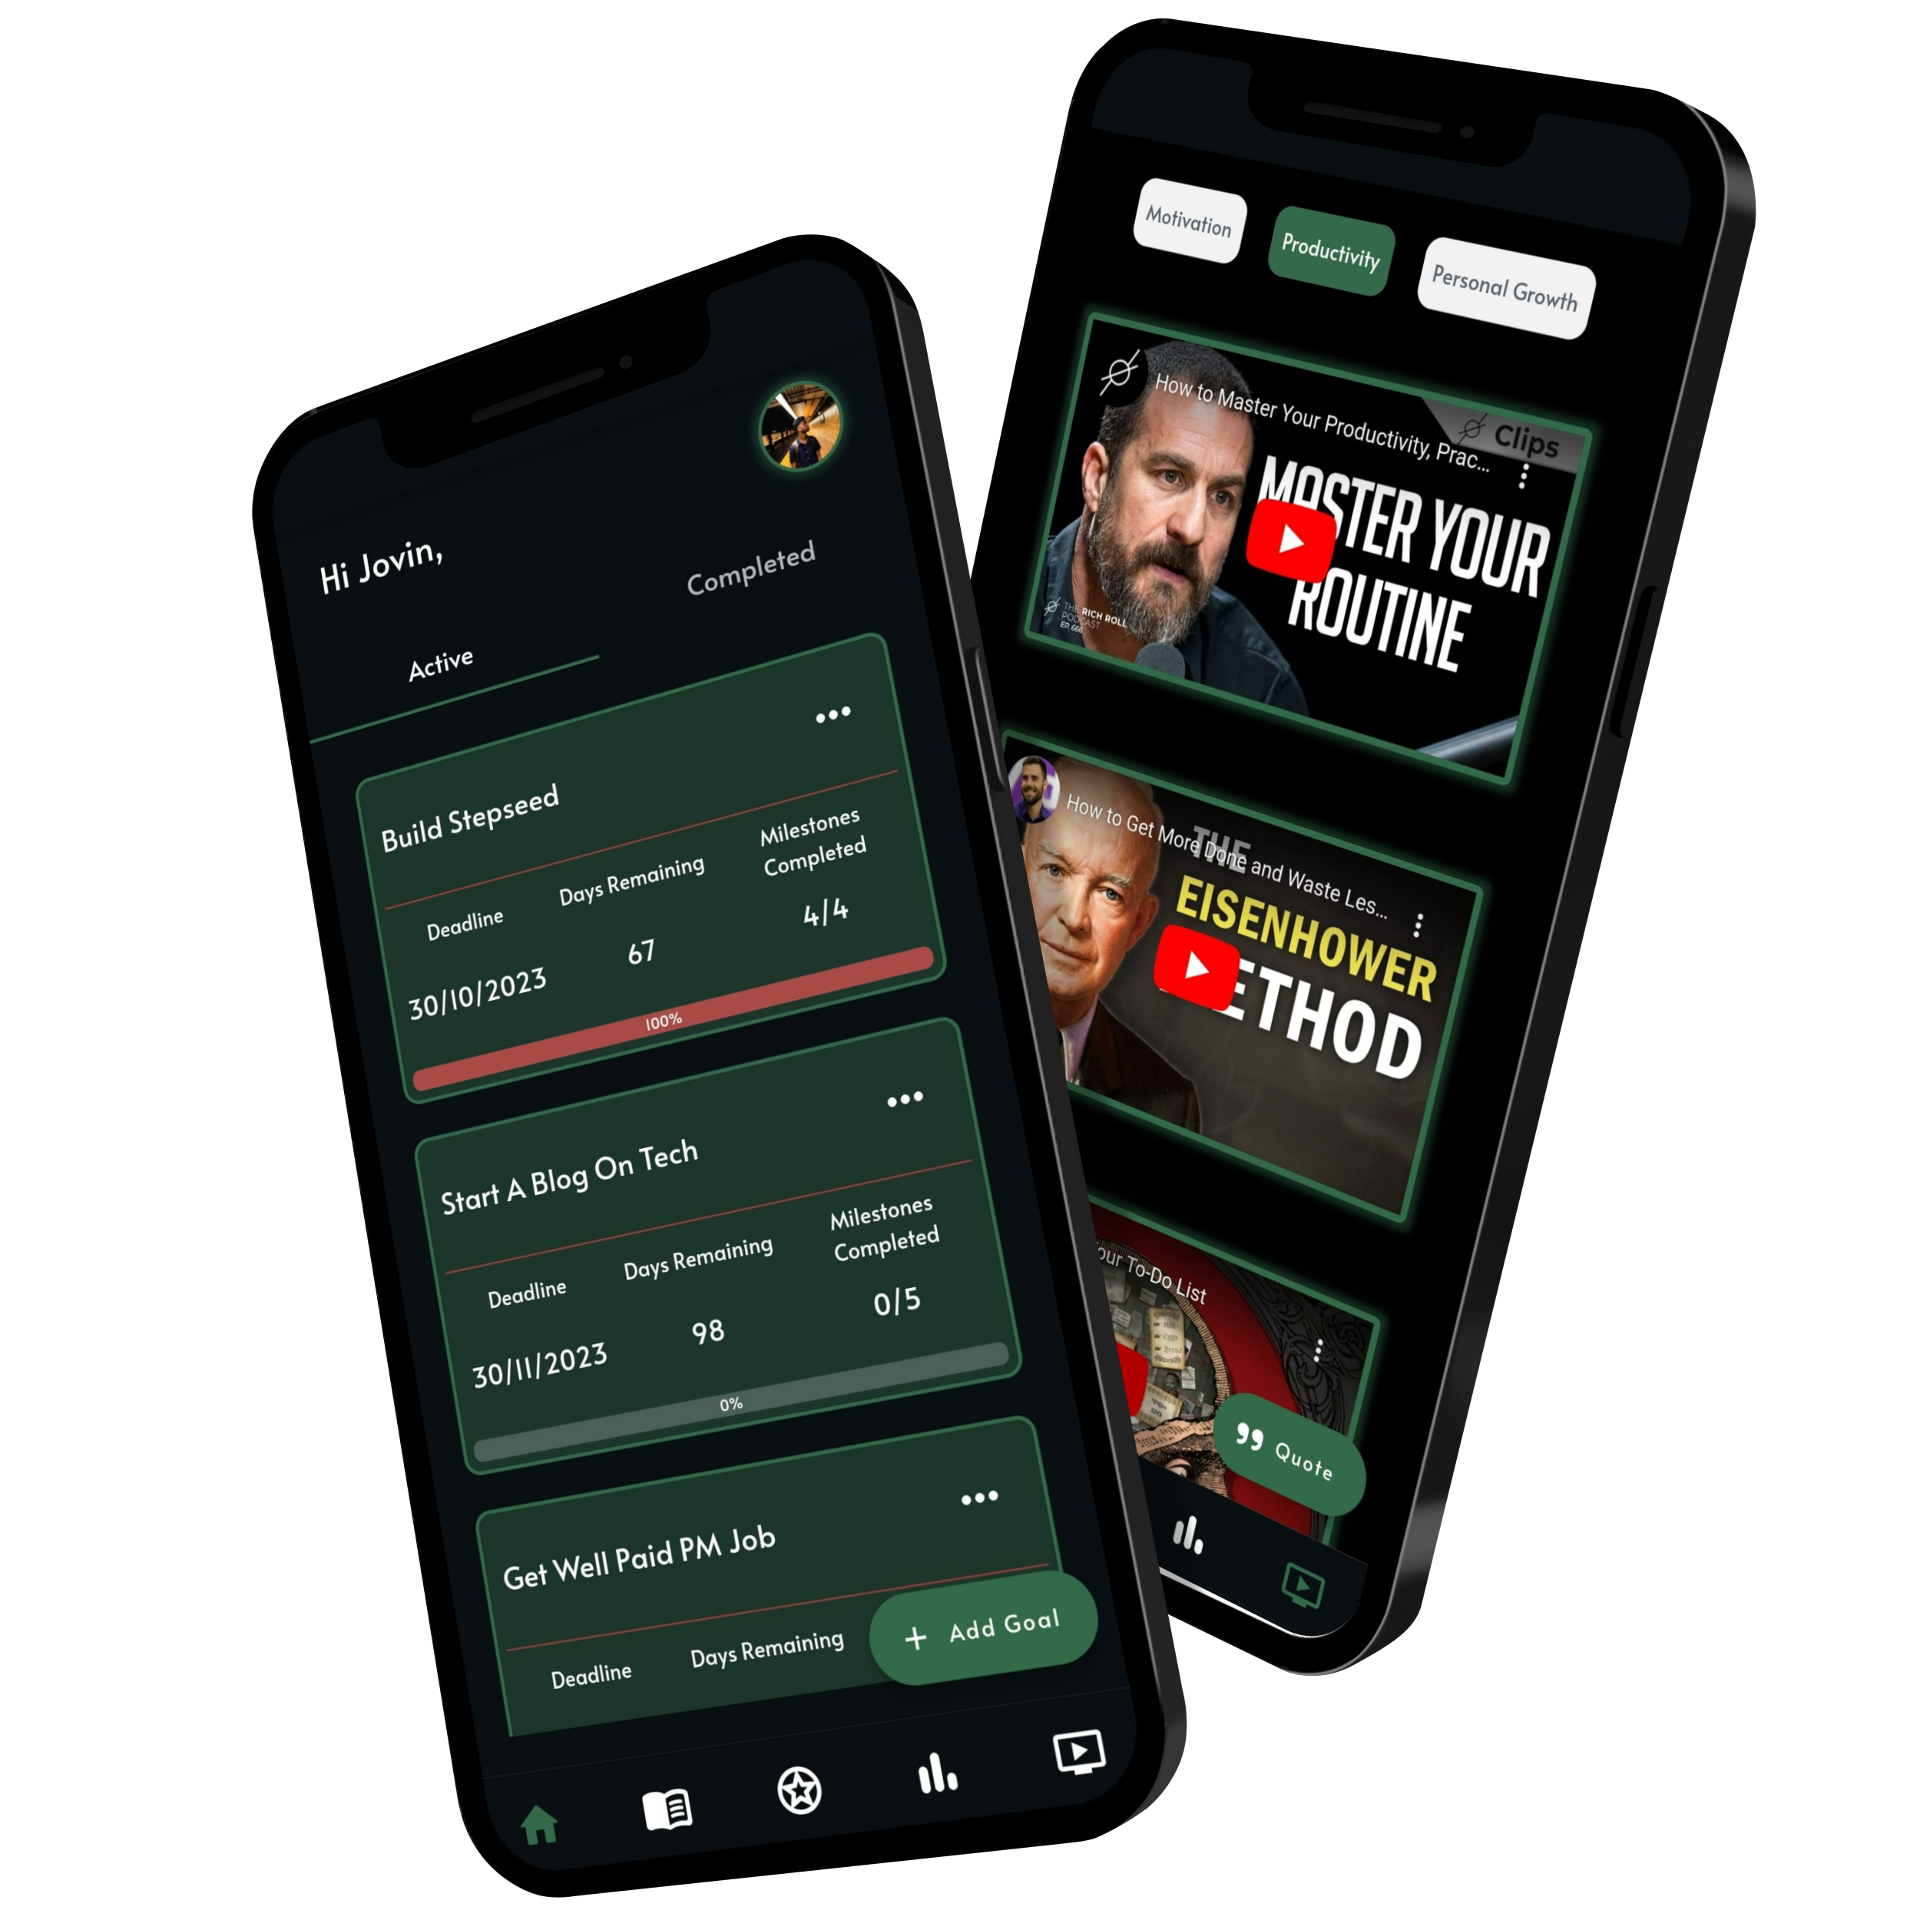 Hi Jovin,
Active
Completed
Build Stepseed
Deadline
Days Remaining
Milestones
Completed
30/10/2023
67
4/4
100%
Start A Blog On Tech
Deadline
Days Remaining
Milestones
Completed
30/11/2023
98
0/5
0%
Get Well Paid PM Job
Deadline
Days Remaining
+ Add Goal
Motivation
Productivity
Personal Growth
How to Master Your Productivity, Prac...
Clips
MASTER YOUR
ROUTINE
THE RICH ROLL
PODCAST
How to Get More Done and Waste Les...
THE
EISENHOWER
METHOD
our To-Do List
Quote